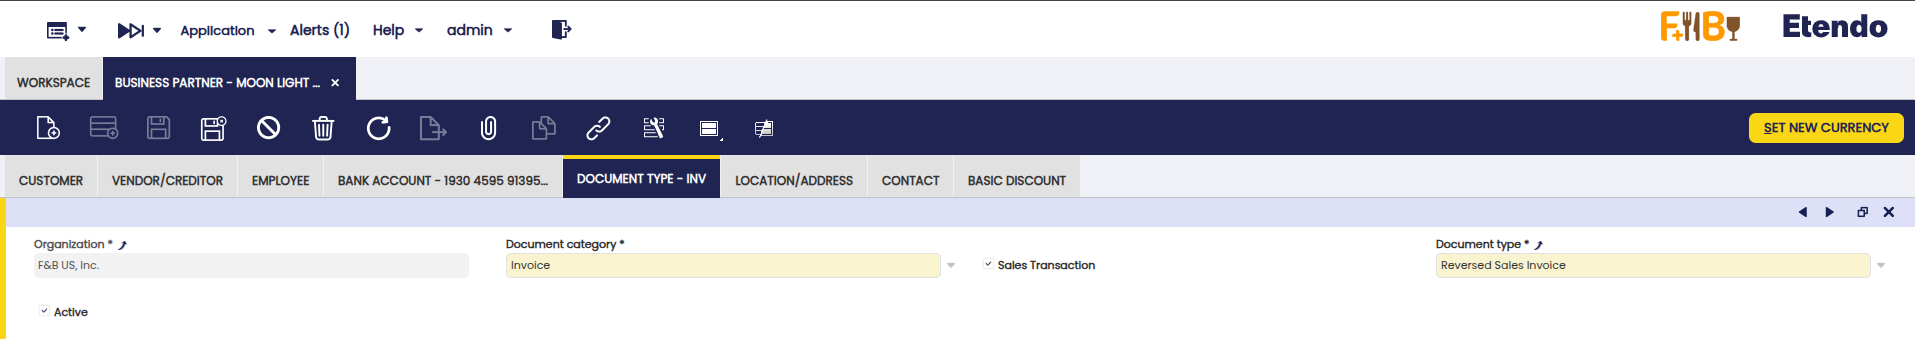 Application
Alerts (1)
Help
admin
F+B
Etendo
WORKSPACE
BUSINESS PARTNER - MOON LIGHT ...
SET NEW CURRENCY
CUSTOMER
VENDOR/CREDITOR
EMPLOYEE
BANK ACCOUNT - 1930 4595 91395...
DOCUMENT TYPE - INV
LOCATION/ADDRESS
CONTACT
BASIC DISCOUNT
Organization *
Document category *
Document type *
F&B US, Inc.
Invoice
Sales Transaction
Reversed Sales Invoice
Active